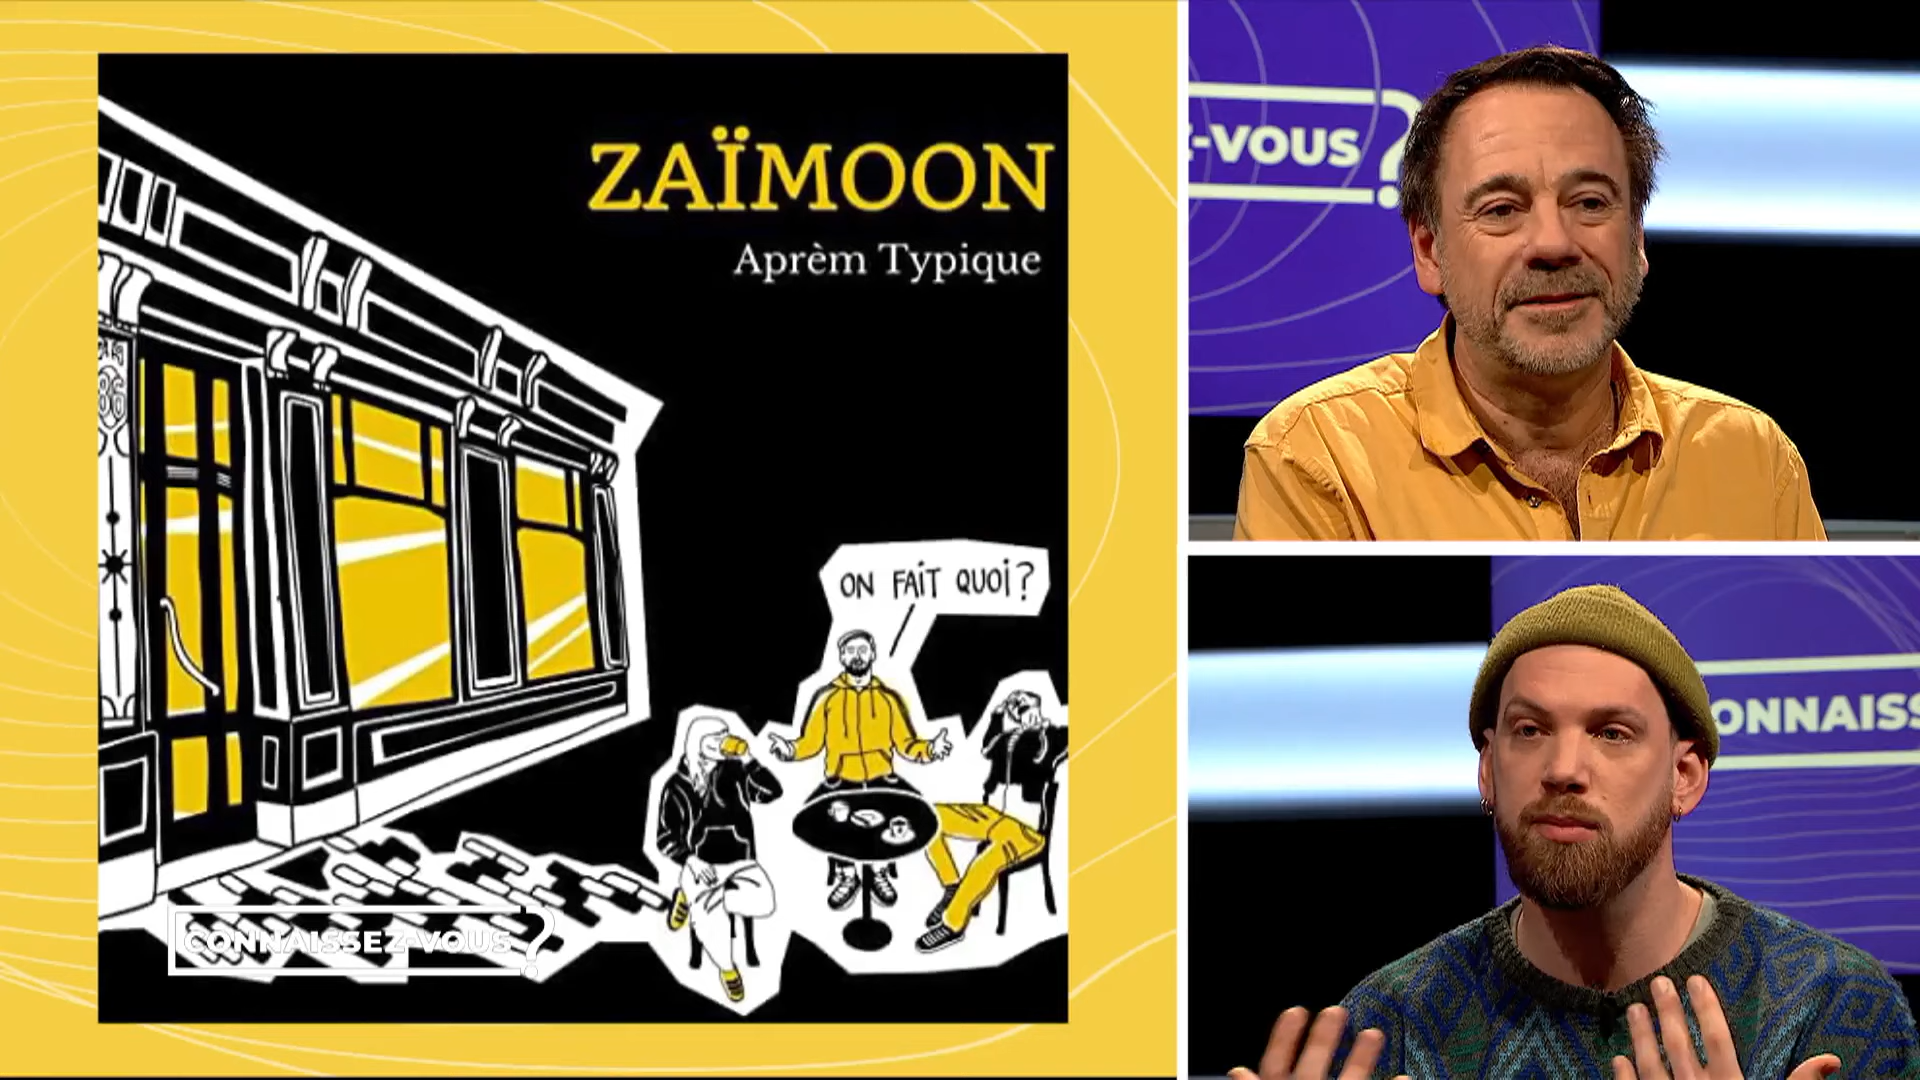 ZAÏMOON
Aprèm Typique
ON FAIT QUOI?
CONNAISSEZ-VOUS?
Z-VOUS?
ONNAISS